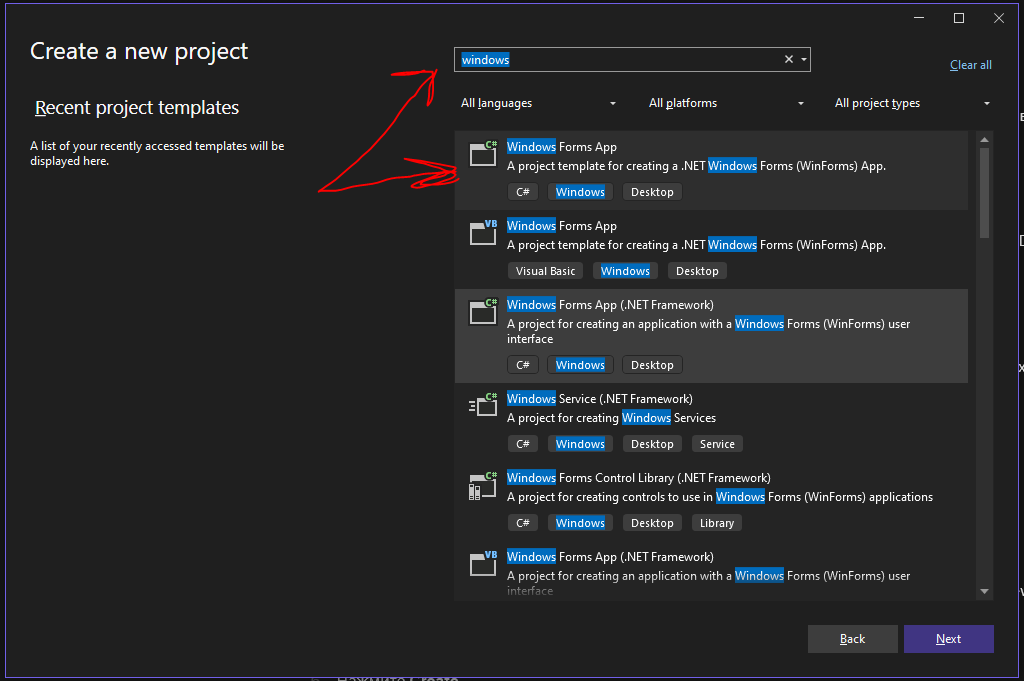 Create a new project
windows
Clear all
Recent project templates
All languages
All platforms
All project types
A list of your recently accessed templates will be
displayed here.
C#
Windows Forms App
A project template for creating a .NET Windows Forms (WinForms) App.
C# Windows Desktop
VB
Windows Forms App
A project template for creating a .NET Windows Forms (WinForms) App.
Visual Basic Windows Desktop
C#
Windows Forms App (.NET Framework)
A project for creating an application with a Windows Forms (WinForms) user
interface
C# Windows Desktop
C#
Windows Service (.NET Framework)
A project for creating Windows Services
C# Windows Desktop Service
C#
Windows Forms Control Library (.NET Framework)
A project for creating controls to use in Windows Forms (WinForms) applications
C# Windows Desktop Library
VB
Windows Forms App (.NET Framework)
A project for creating an application with a Windows Forms (WinForms) user
interface
Back
Next
Нажмите Create